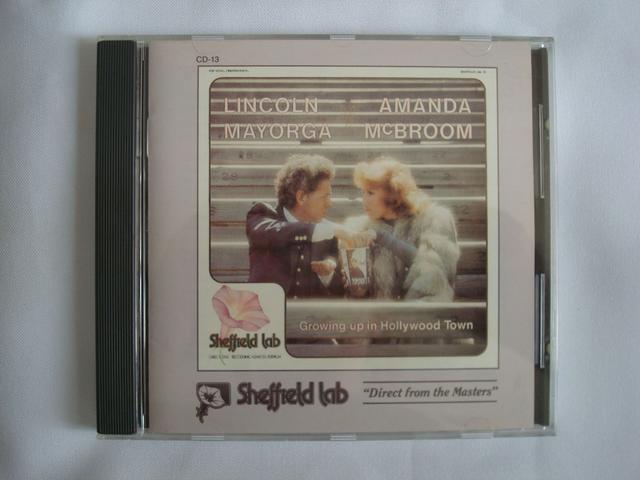 CD-13
LINCOLN AMANDA
MAYORGA McBROOM
Growing up in Hollywood Town
Sheffield lab
Sheffield lab "Direct from the Masters"